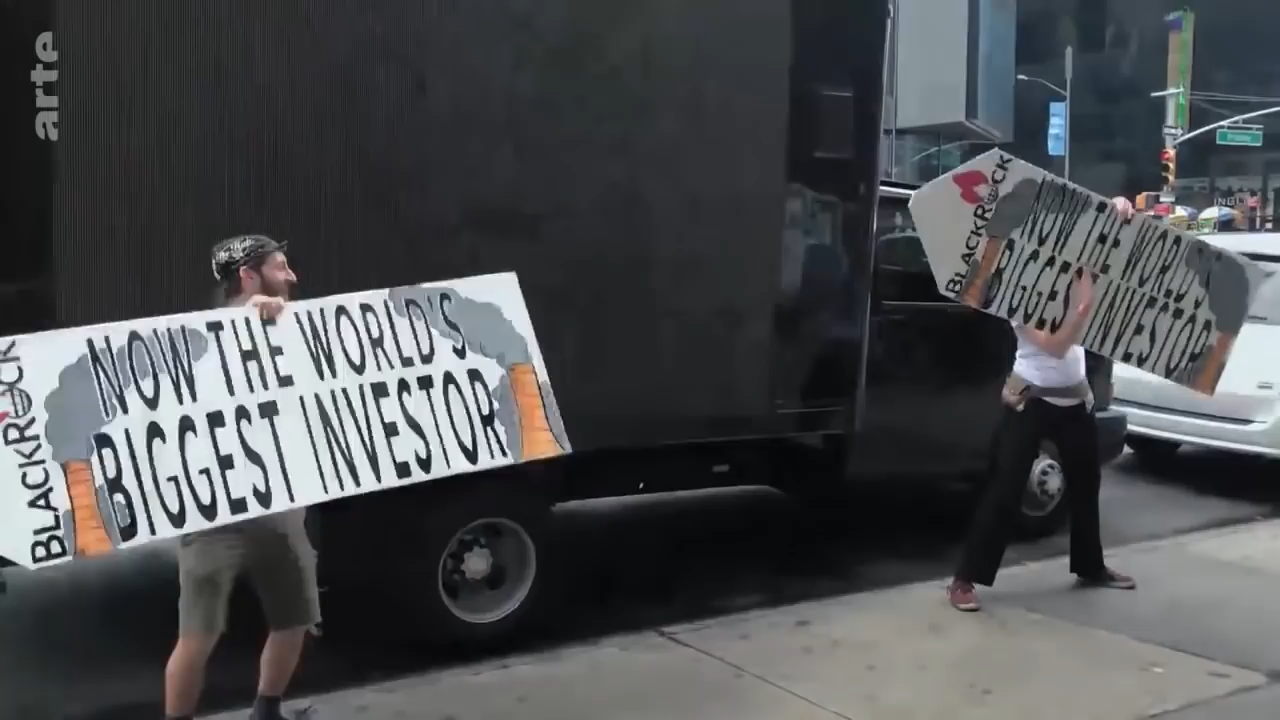 arte
BLACKROCK
NOW THE WORLD'S
BIGGEST INVESTOR
BLACKROCK
NOW THE WORLD'S
BIGGEST INVESTOR